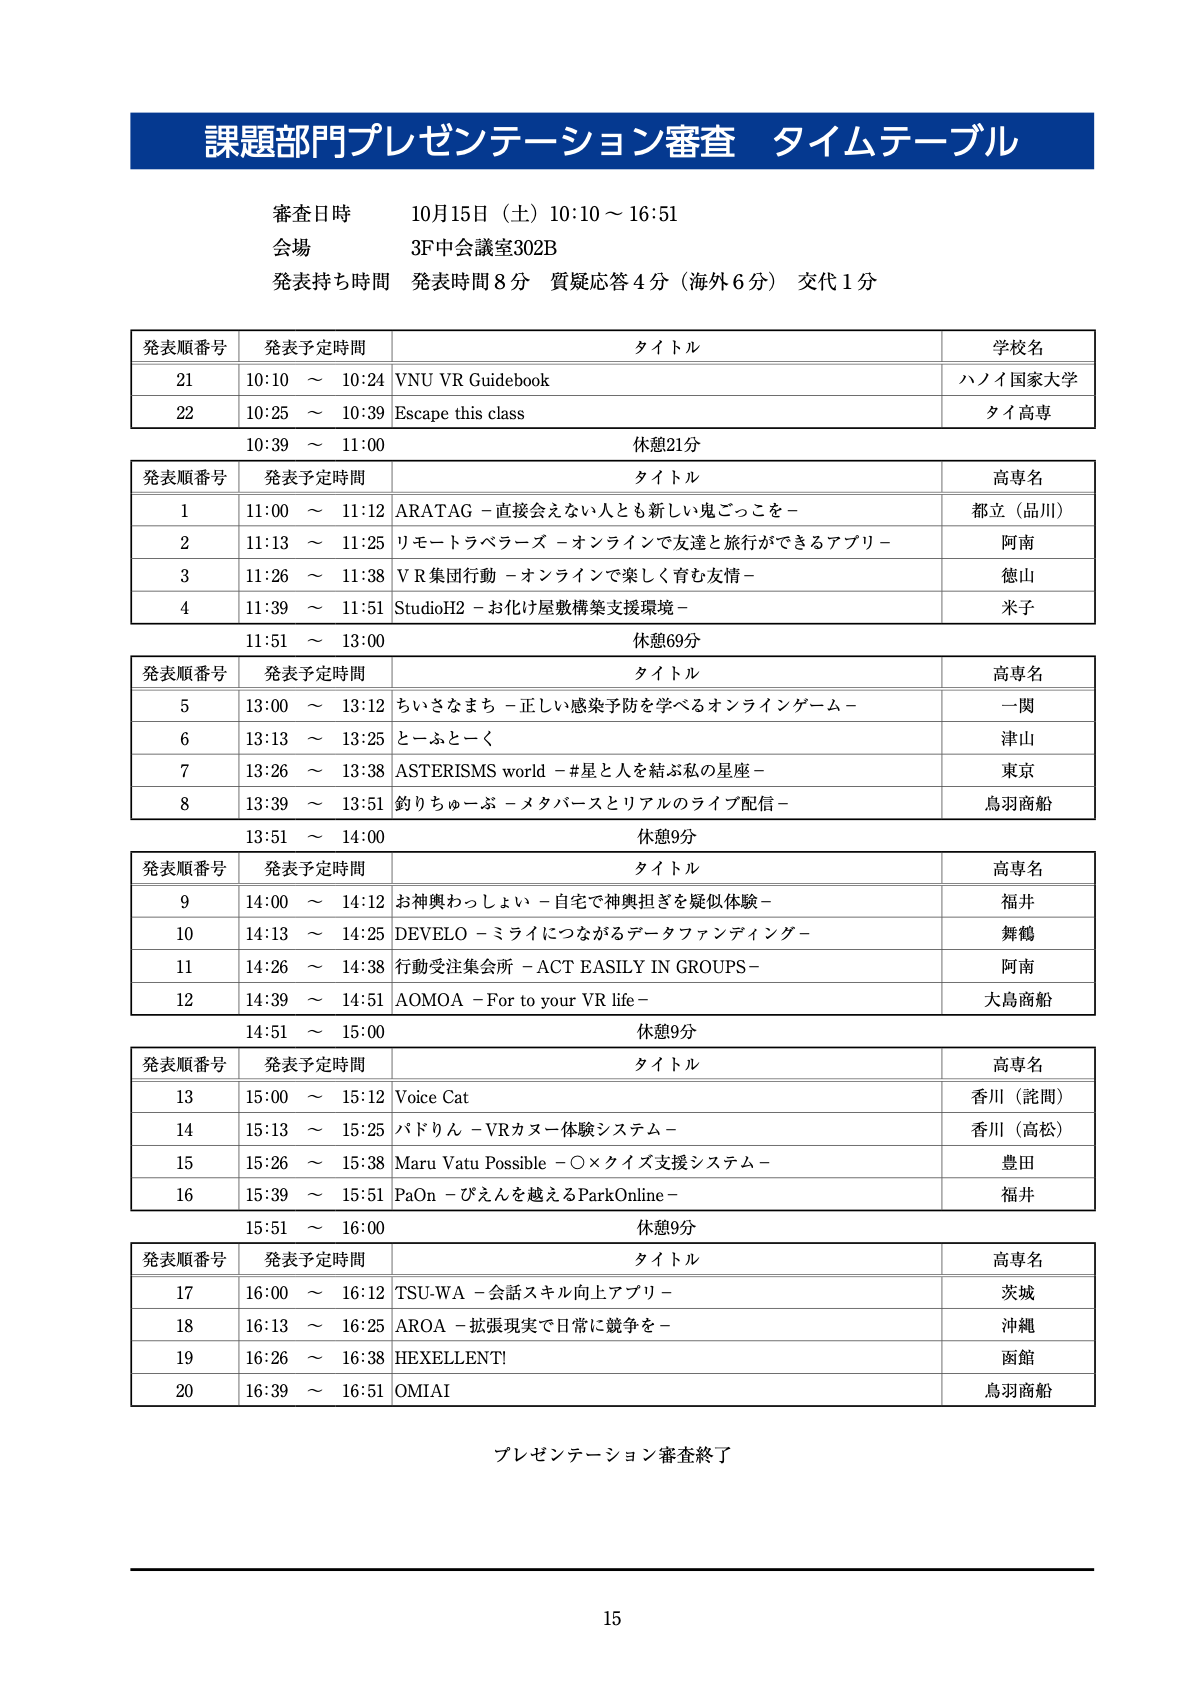 課題部門プレゼンテーション審査　タイムテーブル
審査日時　10月15日（土）10:10～16:51
会場　3F中会議室302B
発表持ち時間　発表時間８分　質疑応答４分（海外６分）　交代１分
発表順番号　発表予定時間　タイトル　学校名
21　10:10　～　10:24　VNU VR Guidebook　ハノイ国家大学
22　10:25　～　10:39　Escape this class　タイ高専
10:39　～　11:00　休憩21分
発表順番号　発表予定時間　タイトル　高専名
1　11:00　～　11:12　ARATAG －直接会えない人とも新しい鬼ごっこを－　都立（品川）
2　11:13　～　11:25　リモートラベラーズ －オンラインで友達と旅行ができるアプリ－　阿南
3　11:26　～　11:38　ＶＲ集団行動 －オンラインで楽しく育む友情－　徳山
4　11:39　～　11:51　StudioH2 －お化け屋敷構築支援環境－　米子
11:51　～　13:00　休憩69分
発表順番号　発表予定時間　タイトル　高専名
5　13:00　～　13:12　ちいさなまち －正しい感染予防を学べるオンラインゲーム－　一関
6　13:13　～　13:25　とーふとーく　津山
7　13:26　～　13:38　ASTERISMS world －#星と人を結ぶ私の星座－　東京
8　13:39　～　13:51　釣りちゅーぶ －メタバースとリアルのライブ配信－　鳥羽商船
13:51　～　14:00　休憩9分
発表順番号　発表予定時間　タイトル　高専名
9　14:00　～　14:12　お神輿わっしょい －自宅で神輿担ぎを疑似体験－　福井
10　14:13　～　14:25　DEVELO －ミライにつながるデータファンディング－　舞鶴
11　14:26　～　14:38　行動受注集会所 －ACT EASILY IN GROUPS－　阿南
12　14:39　～　14:51　AOMOA －For to your VR life－　大島商船
14:51　～　15:00　休憩9分
発表順番号　発表予定時間　タイトル　高専名
13　15:00　～　15:12　Voice Cat　香川（詫間）
14　15:13　～　15:25　パドりん －VRカヌー体験システム－　香川（高松）
15　15:26　～　15:38　Maru Vatu Possible －○×クイズ支援システム－　豊田
16　15:39　～　15:51　PaOn －ぴえんを越えるParkOnline－　福井
15:51　～　16:00　休憩9分
発表順番号　発表予定時間　タイトル　高専名
17　16:00　～　16:12　TSU-WA －会話スキル向上アプリ－　茨城
18　16:13　～　16:25　AROA －拡張現実で日常に競争を－　沖縄
19　16:26　～　16:38　HEXELLENT!　函館
20　16:39　～　16:51　OMIAI　鳥羽商船
プレゼンテーション審査終了
15